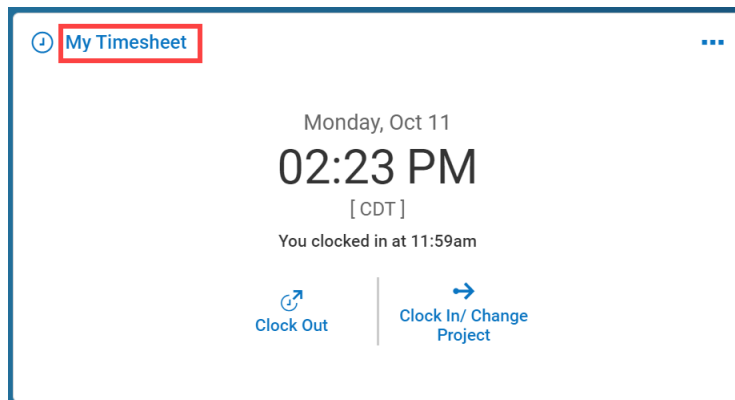 My Timesheet
Monday, Oct 11
02:23 PM
[ CDT ]
You clocked in at 11:59am
Clock Out
Clock In/ Change
Project